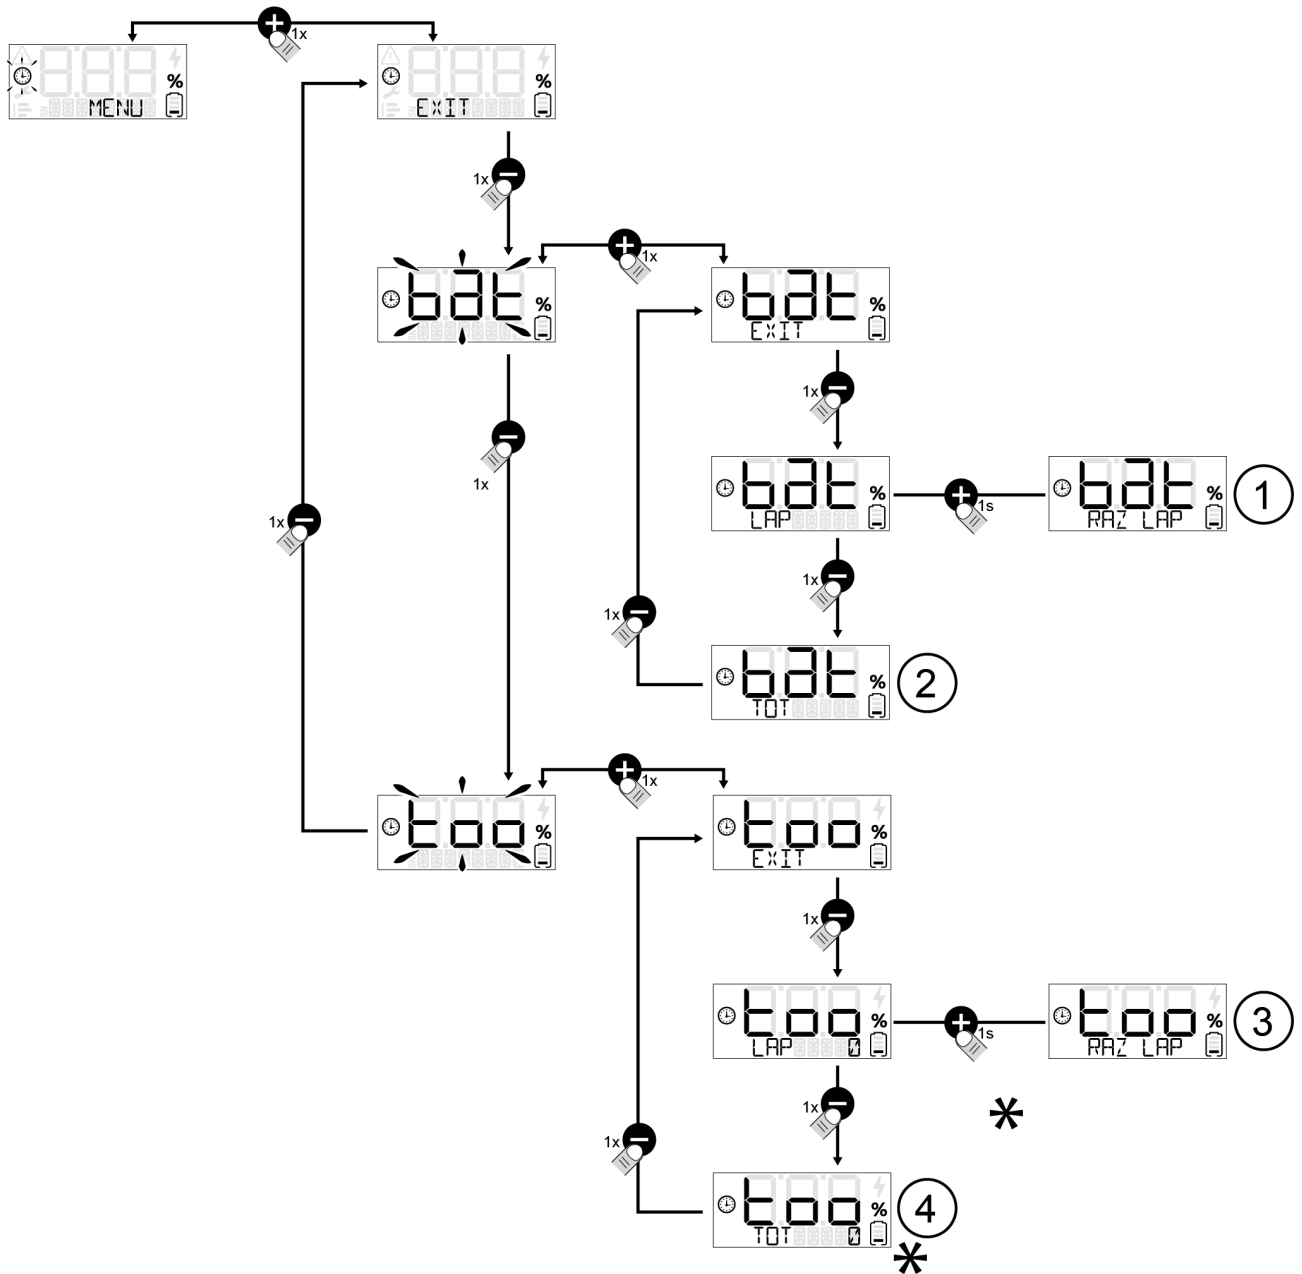 1x
%
MENU
%
EXIT
1x
1x
bat
%
bat
%
EXIT
1x
1x
bat
%
LAP
1s
bat
%
RAZ LAP
1
1x
1x
1x
bat
%
TOT
2
1x
too
%
too
%
EXIT
1x
too
%
LAP 0
1s
too
%
RAZ LAP
3
1x
*
1x
too
%
TOT 0
4
*